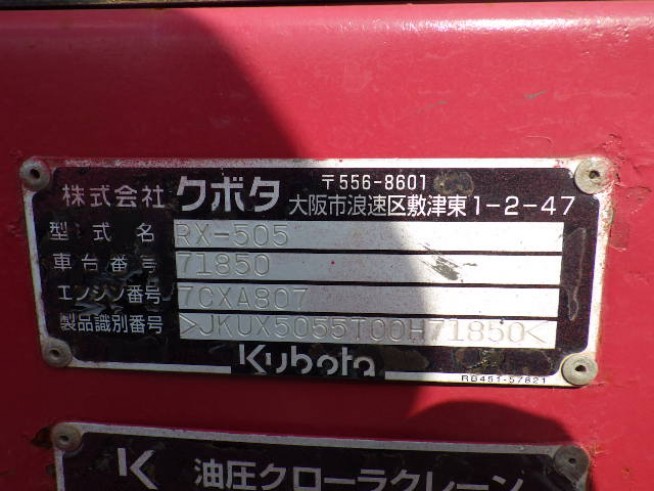 株式会社 クボタ 〒556-8601
大阪市浪速区敷津東1-2-47
型式名 RX-505
車台番号 71850
エンジン番号 7CXA807
製品識別番号 >JKUX5055T00H71850<
Kubota
RD451-57821
K 油圧クローラクレーン